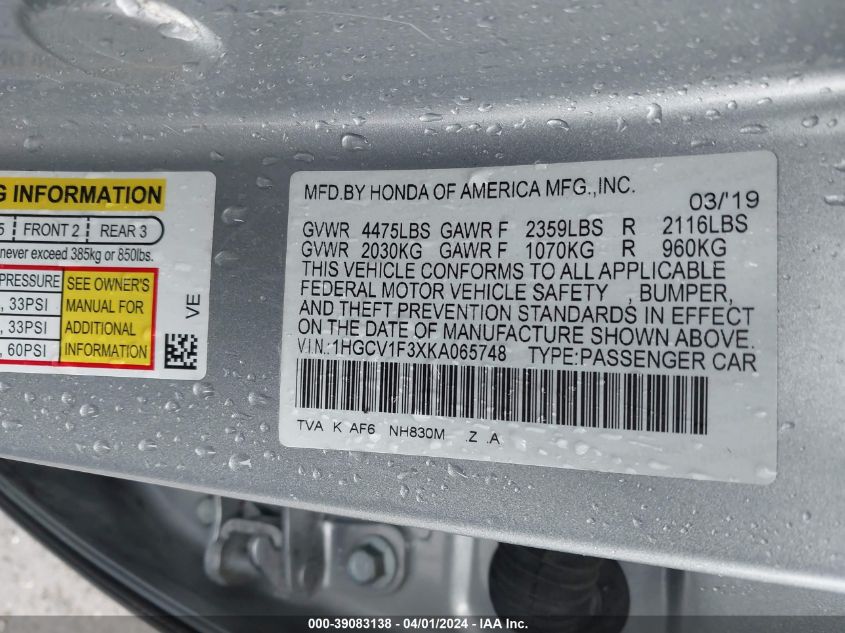 G INFORMATION
5 FRONT 2 REAR 3
never exceed 385kg or 850lbs.
PRESSURE
, 33PSI
, 33PSI
, 60PSI
SEE OWNER'S
MANUAL FOR
ADDITIONAL
INFORMATION
VE
MFD.BY HONDA OF AMERICA MFG.,INC. 03/'19
GVWR 4475LBS GAWR F 2359LBS R 2116LBS
GVWR 2030KG GAWR F 1070KG R 960KG
THIS VEHICLE CONFORMS TO ALL APPLICABLE
FEDERAL MOTOR VEHICLE SAFETY , BUMPER,
AND THEFT PREVENTION STANDARDS IN EFFECT
ON THE DATE OF MANUFACTURE SHOWN ABOVE.
VIN.:1HGCV1F3XKA065748 TYPE:PASSENGER CAR
TVA K AF6 NH830M .Z .A
000-39083138 - 04/01/2024 - IAA Inc.